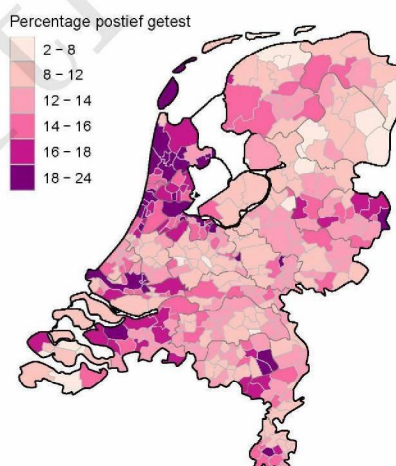 Percentage postief getest
2 – 8
8 – 12
12 – 14
14 – 16
16 – 18
18 – 24